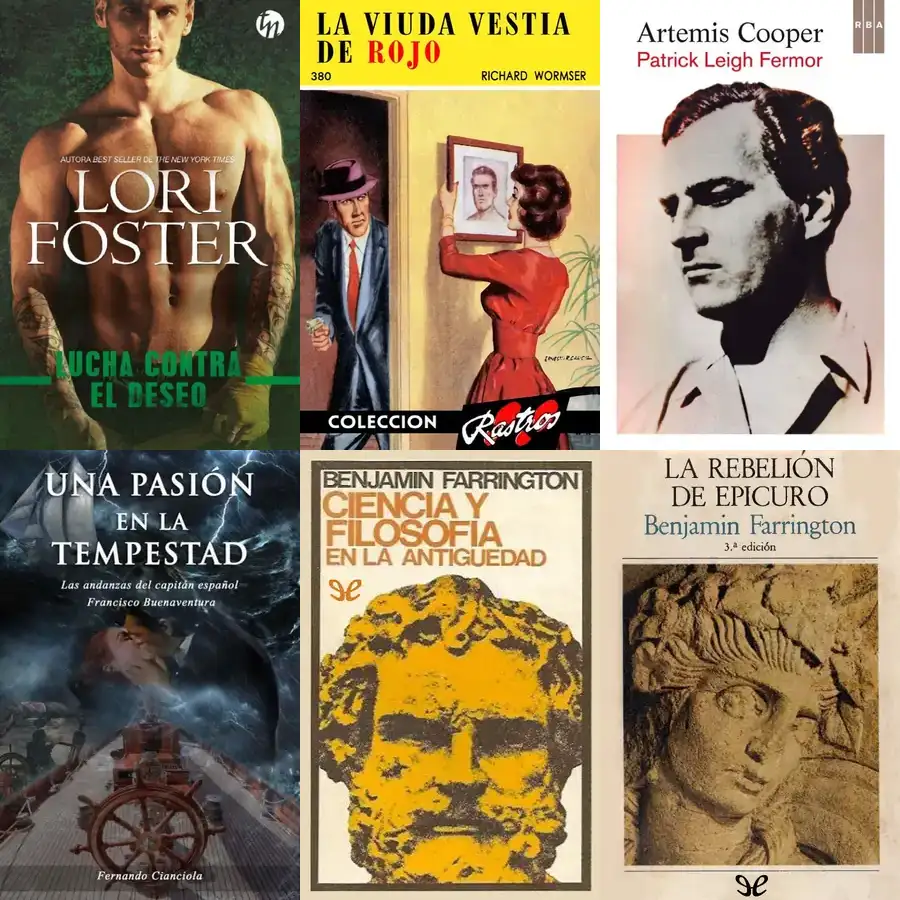 tn
AUTORA BEST SELLER DE THE NEW YORK TIMES
LORI
FOSTER
LUCHA CONTRA
EL DESEO
LA VIUDA VESTIA
DE ROJO
380
RICHARD WORMSER
COLECCION
Rastros
RBA
Artemis Cooper
Patrick Leigh Fermor
UNA PASIÓN
EN LA
TEMPESTAD
Las andanzas del capitán español
Francisco Buenaventura
Fernando Cianciola
BENJAMIN FARRINGTON
CIENCIA Y
FILOSOFIA
EN LA ANTIGUEDAD
LA REBELIÓN
DE EPICURO
Benjamin Farrington
3.ª edición